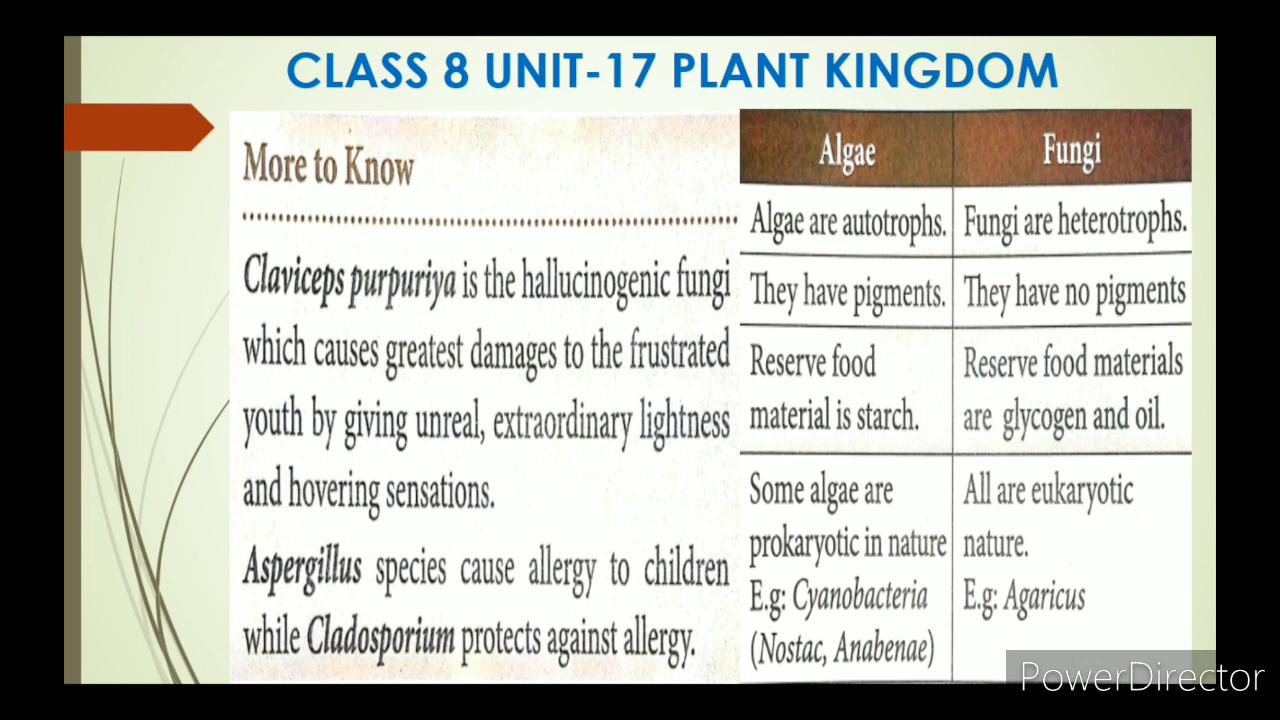 CLASS 8 UNIT-17 PLANT KINGDOM
More to Know
Claviceps purpuriya is the hallucinogenic fungi
which causes greatest damages to the frustrated
youth by giving unreal, extraordinary lightness
and hovering sensations.
Aspergillus species cause allergy to children
while Cladosporium protects against allergy.
Algae
Fungi
Algae are autotrophs.
Fungi are heterotrophs.
They have pigments.
They have no pigments
Reserve food
material is starch.
Reserve food materials
are glycogen and oil.
Some algae are
prokaryotic in nature
E.g: Cyanobacteria
(Nostac, Anabenae)
All are eukaryotic
nature.
E.g: Agaricus
PowerDirector